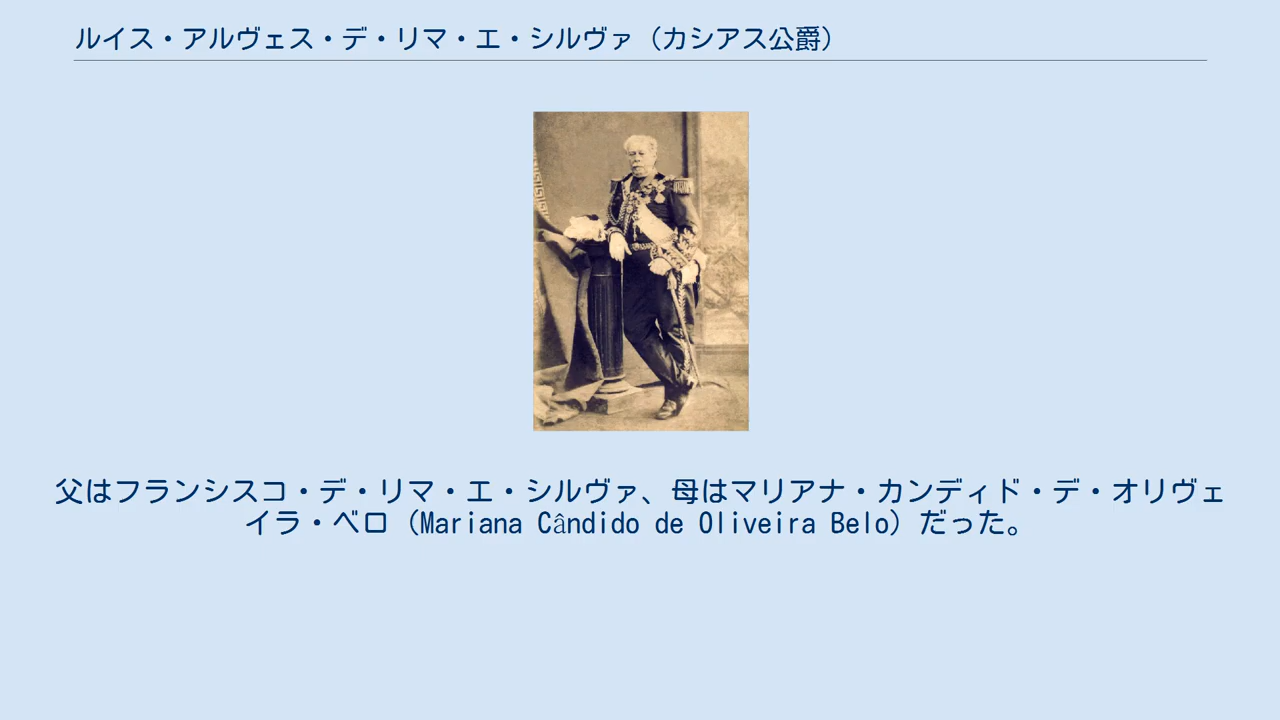 ルイス・アルヴェス・デ・リマ・エ・シルヴァ（カシアス公爵）
父はフランシスコ・デ・リマ・エ・シルヴァ、母はマリアナ・カンディド・デ・オリヴェ
イラ・ベロ（Mariana Cândido de Oliveira Belo）だった。